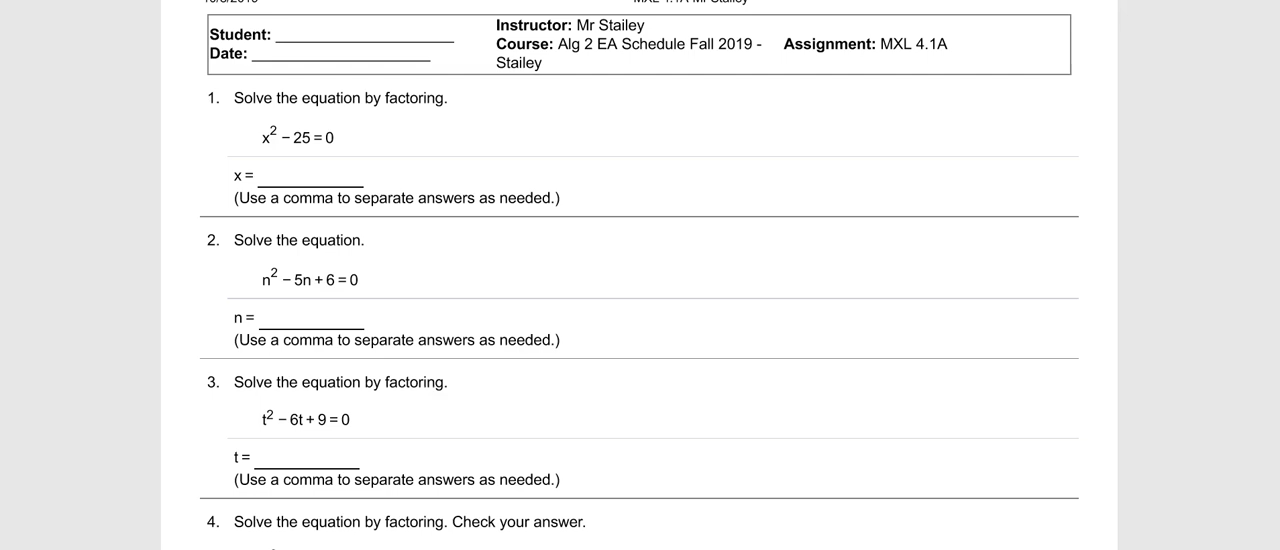 Student: ____________________
Date: ____________________
Instructor: Mr Stailey
Course: Alg 2 EA Schedule Fall 2019 -
Stailey
Assignment: MXL 4.1A
1. Solve the equation by factoring.
x² − 25 = 0
x = ____________
(Use a comma to separate answers as needed.)
2. Solve the equation.
n² − 5n + 6 = 0
n = ____________
(Use a comma to separate answers as needed.)
3. Solve the equation by factoring.
t² − 6t + 9 = 0
t = ____________
(Use a comma to separate answers as needed.)
4. Solve the equation by factoring. Check your answer.